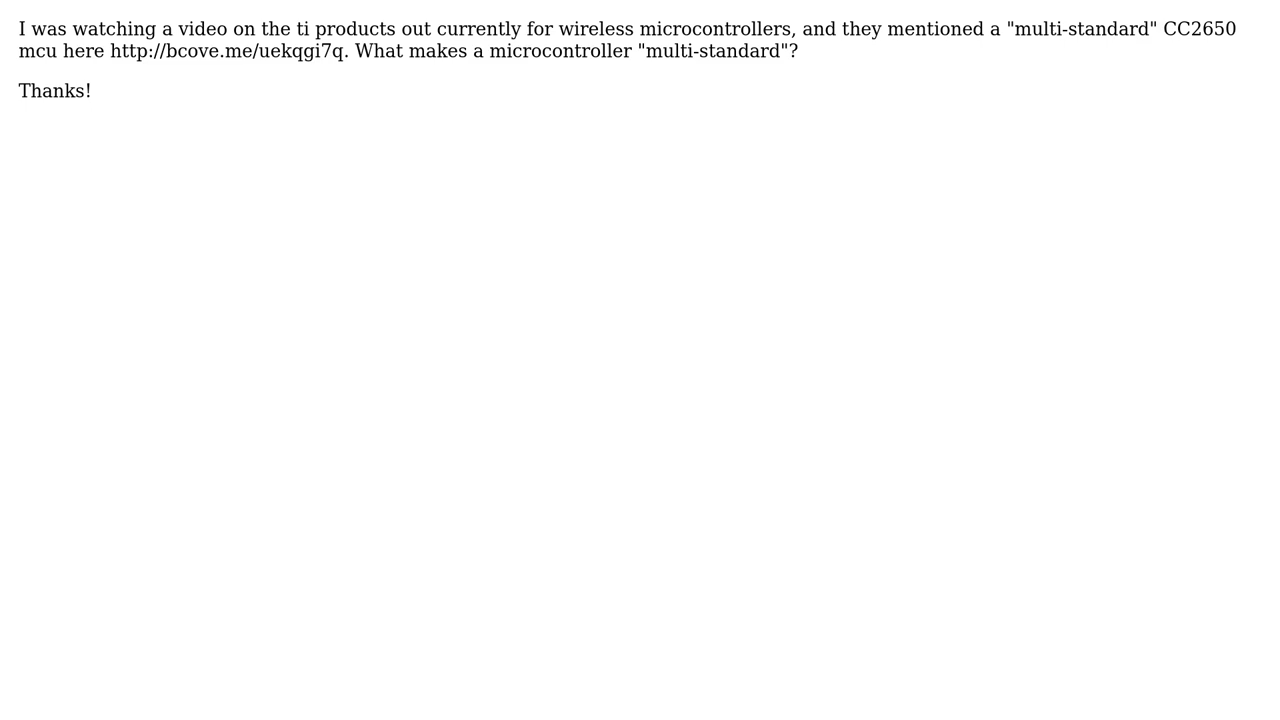 I was watching a video on the ti products out currently for wireless microcontrollers, and they mentioned a "multi-standard" CC2650
mcu here http://bcove.me/uekqgi7q. What makes a microcontroller "multi-standard"?
Thanks!